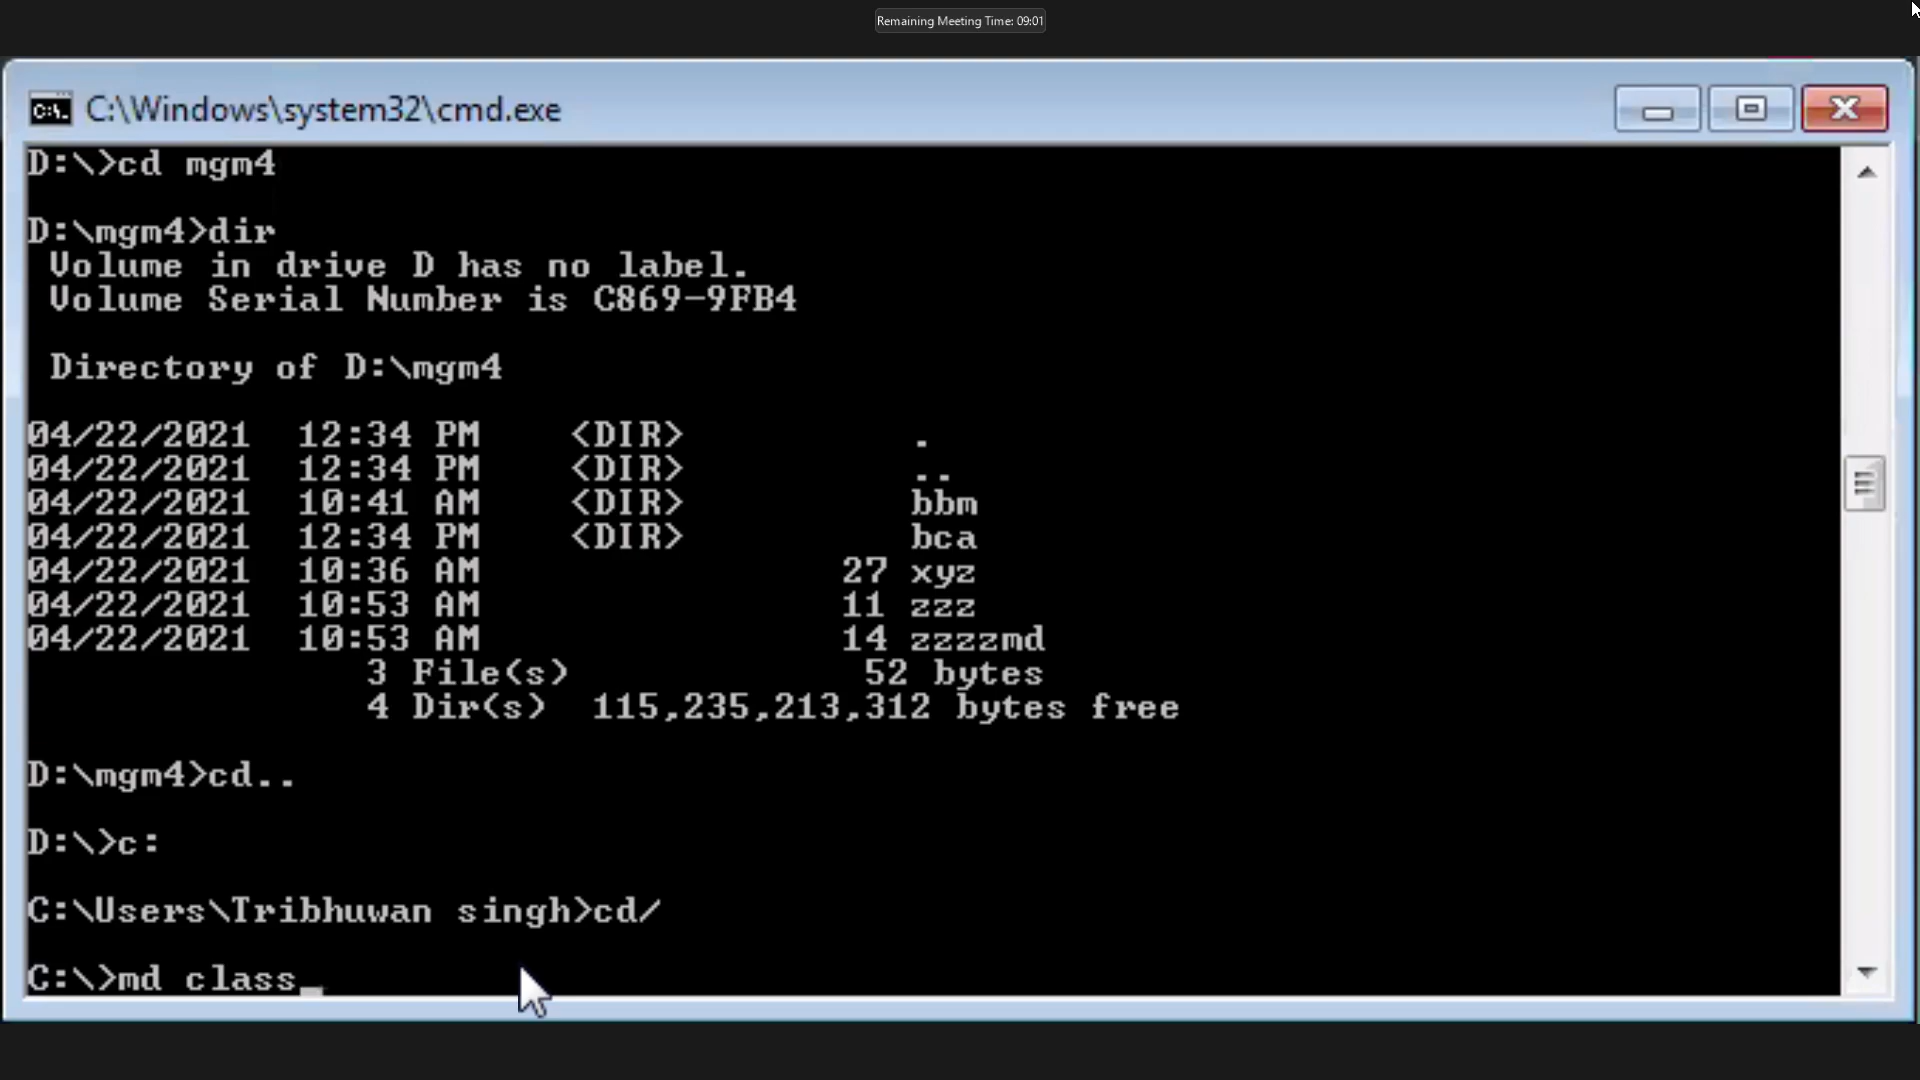 Remaining Meeting Time: 09:01
C:\Windows\system32\cmd.exe
D:\>cd mgm4
D:\mgm4>dir
Volume in drive D has no label.
Volume Serial Number is C869-9FB4
Directory of D:\mgm4
04/22/2021  12:34 PM    <DIR>          .
04/22/2021  12:34 PM    <DIR>          ..
04/22/2021  10:41 AM    <DIR>          bbm
04/22/2021  12:34 PM    <DIR>          bca
04/22/2021  10:36 AM                27 xyz
04/22/2021  10:53 AM                11 zzz
04/22/2021  10:53 AM                14 zzzzmd
3 File(s)             52 bytes
4 Dir(s)  115,235,213,312 bytes free
D:\mgm4>cd..
D:\>c:
C:\Users\Tribhuwan singh>cd/
C:\>md class_